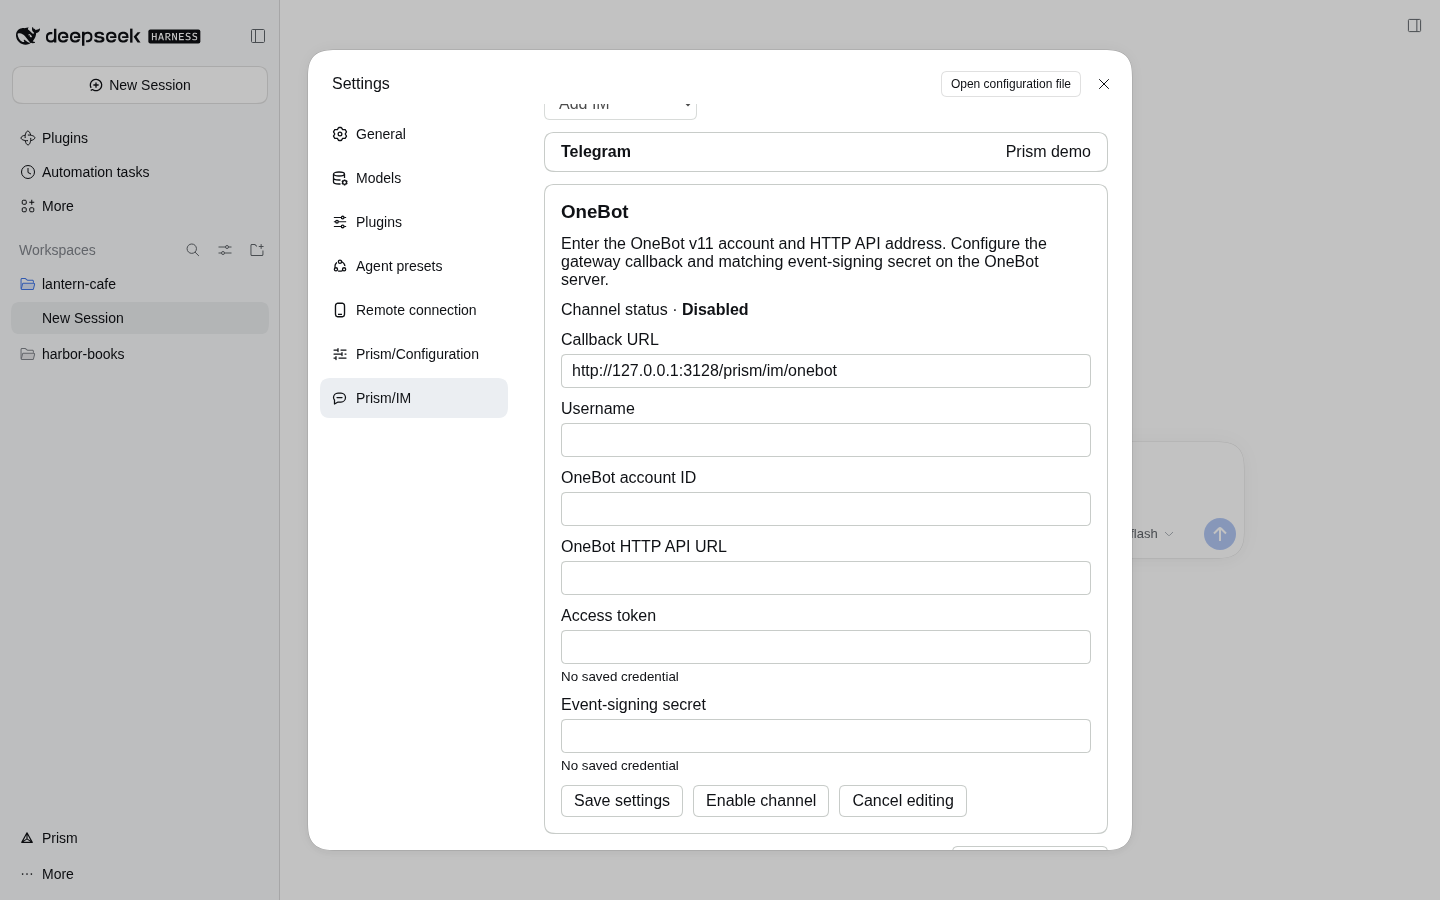 deepseek HARNESS
New Session
Plugins
Automation tasks
More
Workspaces
lantern-cafe
New Session
harbor-books
Prism
More
Settings
Open configuration file
General
Models
Plugins
Agent presets
Remote connection
Prism/Configuration
Prism/IM
Add IM
Telegram
Prism demo
OneBot
Enter the OneBot v11 account and HTTP API address. Configure the
gateway callback and matching event-signing secret on the OneBot
server.
Channel status · Disabled
Callback URL
http://127.0.0.1:3128/prism/im/onebot
Username
OneBot account ID
OneBot HTTP API URL
Access token
No saved credential
Event-signing secret
No saved credential
Save settings
Enable channel
Cancel editing
flash